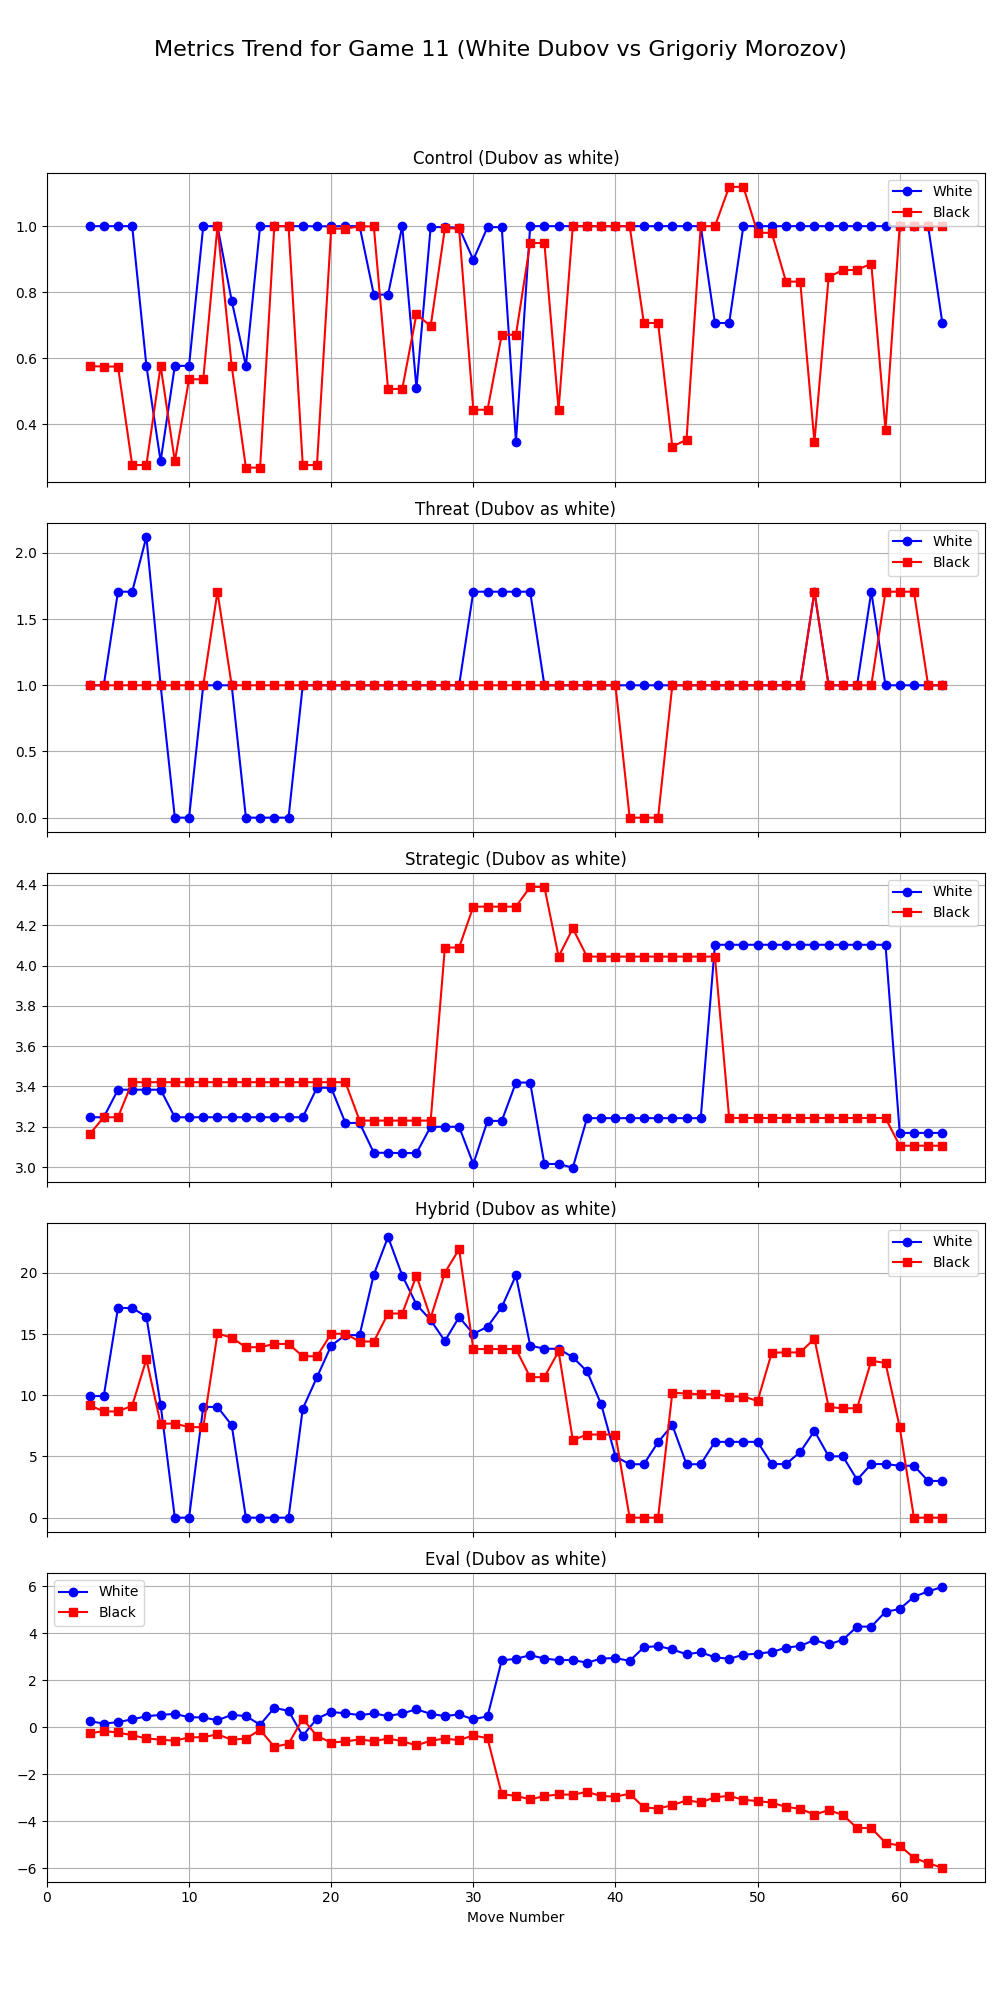 Metrics Trend for Game 11 (White Dubov vs Grigoriy Morozov)
Control (Dubov as white)
White
Black
1.0
0.8
0.6
0.4
Threat (Dubov as white)
White
Black
2.0
1.5
1.0
0.5
0.0
Strategic (Dubov as white)
White
Black
4.4
4.2
4.0
3.8
3.6
3.4
3.2
3.0
Hybrid (Dubov as white)
White
Black
20
15
10
5
0
Eval (Dubov as white)
White
Black
6
4
2
0
−2
−4
−6
0 10 20 30 40 50 60
Move Number